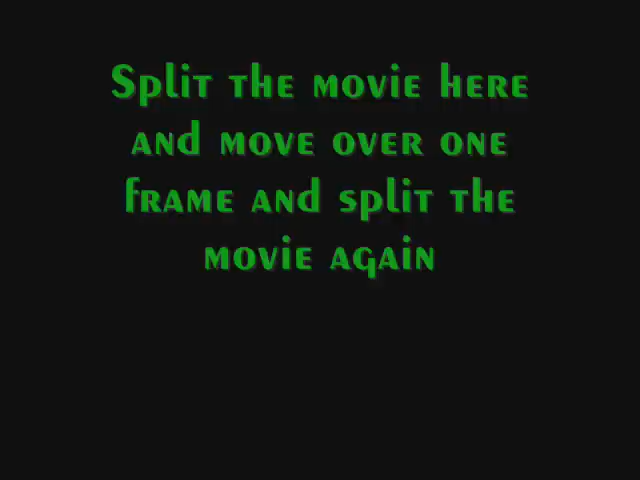 Split the movie here
and move over one
frame and split the
movie again